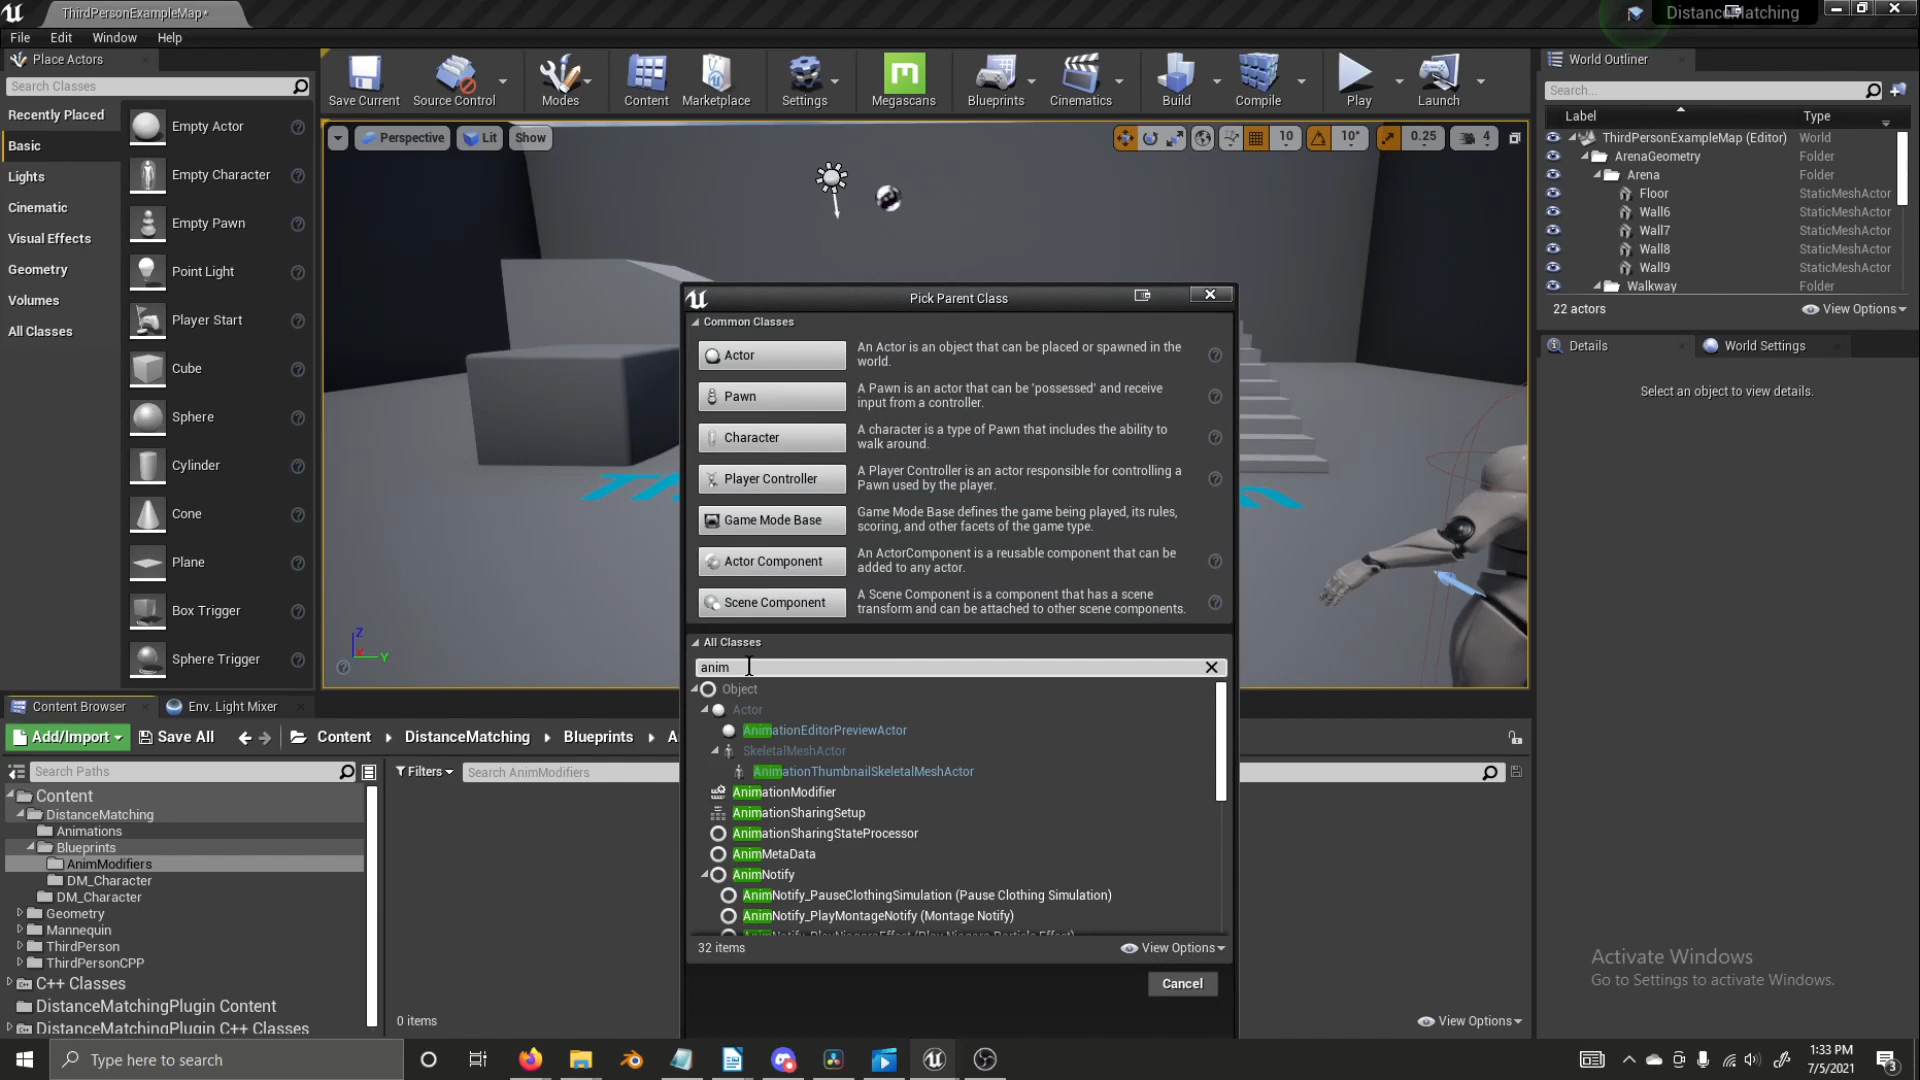 ThirdPersonExampleMap*
DistanceMatching
File Edit Window Help
Place Actors
Search Classes
Recently Placed
Basic
Lights
Cinematic
Visual Effects
Geometry
Volumes
All Classes
Empty Actor
Empty Character
Empty Pawn
Point Light
Player Start
Cube
Sphere
Cylinder
Cone
Plane
Box Trigger
Sphere Trigger
Save Current
Source Control
Modes
Content
Marketplace
Settings
Megascans
Blueprints
Cinematics
Build
Compile
Play
Launch
Perspective Lit Show
10 10° 0.25 4
Z
X Y
World Outliner
Search...
Label Type
ThirdPersonExampleMap (Editor) World
ArenaGeometry Folder
Arena Folder
Floor StaticMeshActor
Wall6 StaticMeshActor
Wall7 StaticMeshActor
Wall8 StaticMeshActor
Wall9 StaticMeshActor
Walkway Folder
22 actors View Options
Details World Settings
Select an object to view details.
Pick Parent Class
Common Classes
Actor
An Actor is an object that can be placed or spawned in the
world.
Pawn
A Pawn is an actor that can be 'possessed' and receive
input from a controller.
Character
A character is a type of Pawn that includes the ability to
walk around.
Player Controller
A Player Controller is an actor responsible for controlling a
Pawn used by the player.
Game Mode Base
Game Mode Base defines the game being played, its rules,
scoring, and other facets of the game type.
Actor Component
An ActorComponent is a reusable component that can be
added to any actor.
Scene Component
A Scene Component is a component that has a scene
transform and can be attached to other scene components.
All Classes
anim
Object
Actor
AnimationEditorPreviewActor
SkeletalMeshActor
AnimationThumbnailSkeletalMeshActor
AnimationModifier
AnimationSharingSetup
AnimationSharingStateProcessor
AnimMetaData
AnimNotify
AnimNotify_PauseClothingSimulation (Pause Clothing Simulation)
AnimNotify_PlayMontageNotify (Montage Notify)
AnimNotify_PlayNiagaraEffect (Play Niagara Particle Effect)
32 items View Options
Cancel
Content Browser Env. Light Mixer
Add/Import Save All Content DistanceMatching Blueprints A
Search Paths
Filters Search AnimModifiers
Content
DistanceMatching
Animations
Blueprints
AnimModifiers
DM_Character
DM_Character
Geometry
Mannequin
ThirdPerson
ThirdPersonCPP
C++ Classes
DistanceMatchingPlugin Content
DistanceMatchingPlugin C++ Classes
0 items View Options
Activate Windows
Go to Settings to activate Windows.
Type here to search
1:33 PM
7/5/2021
3